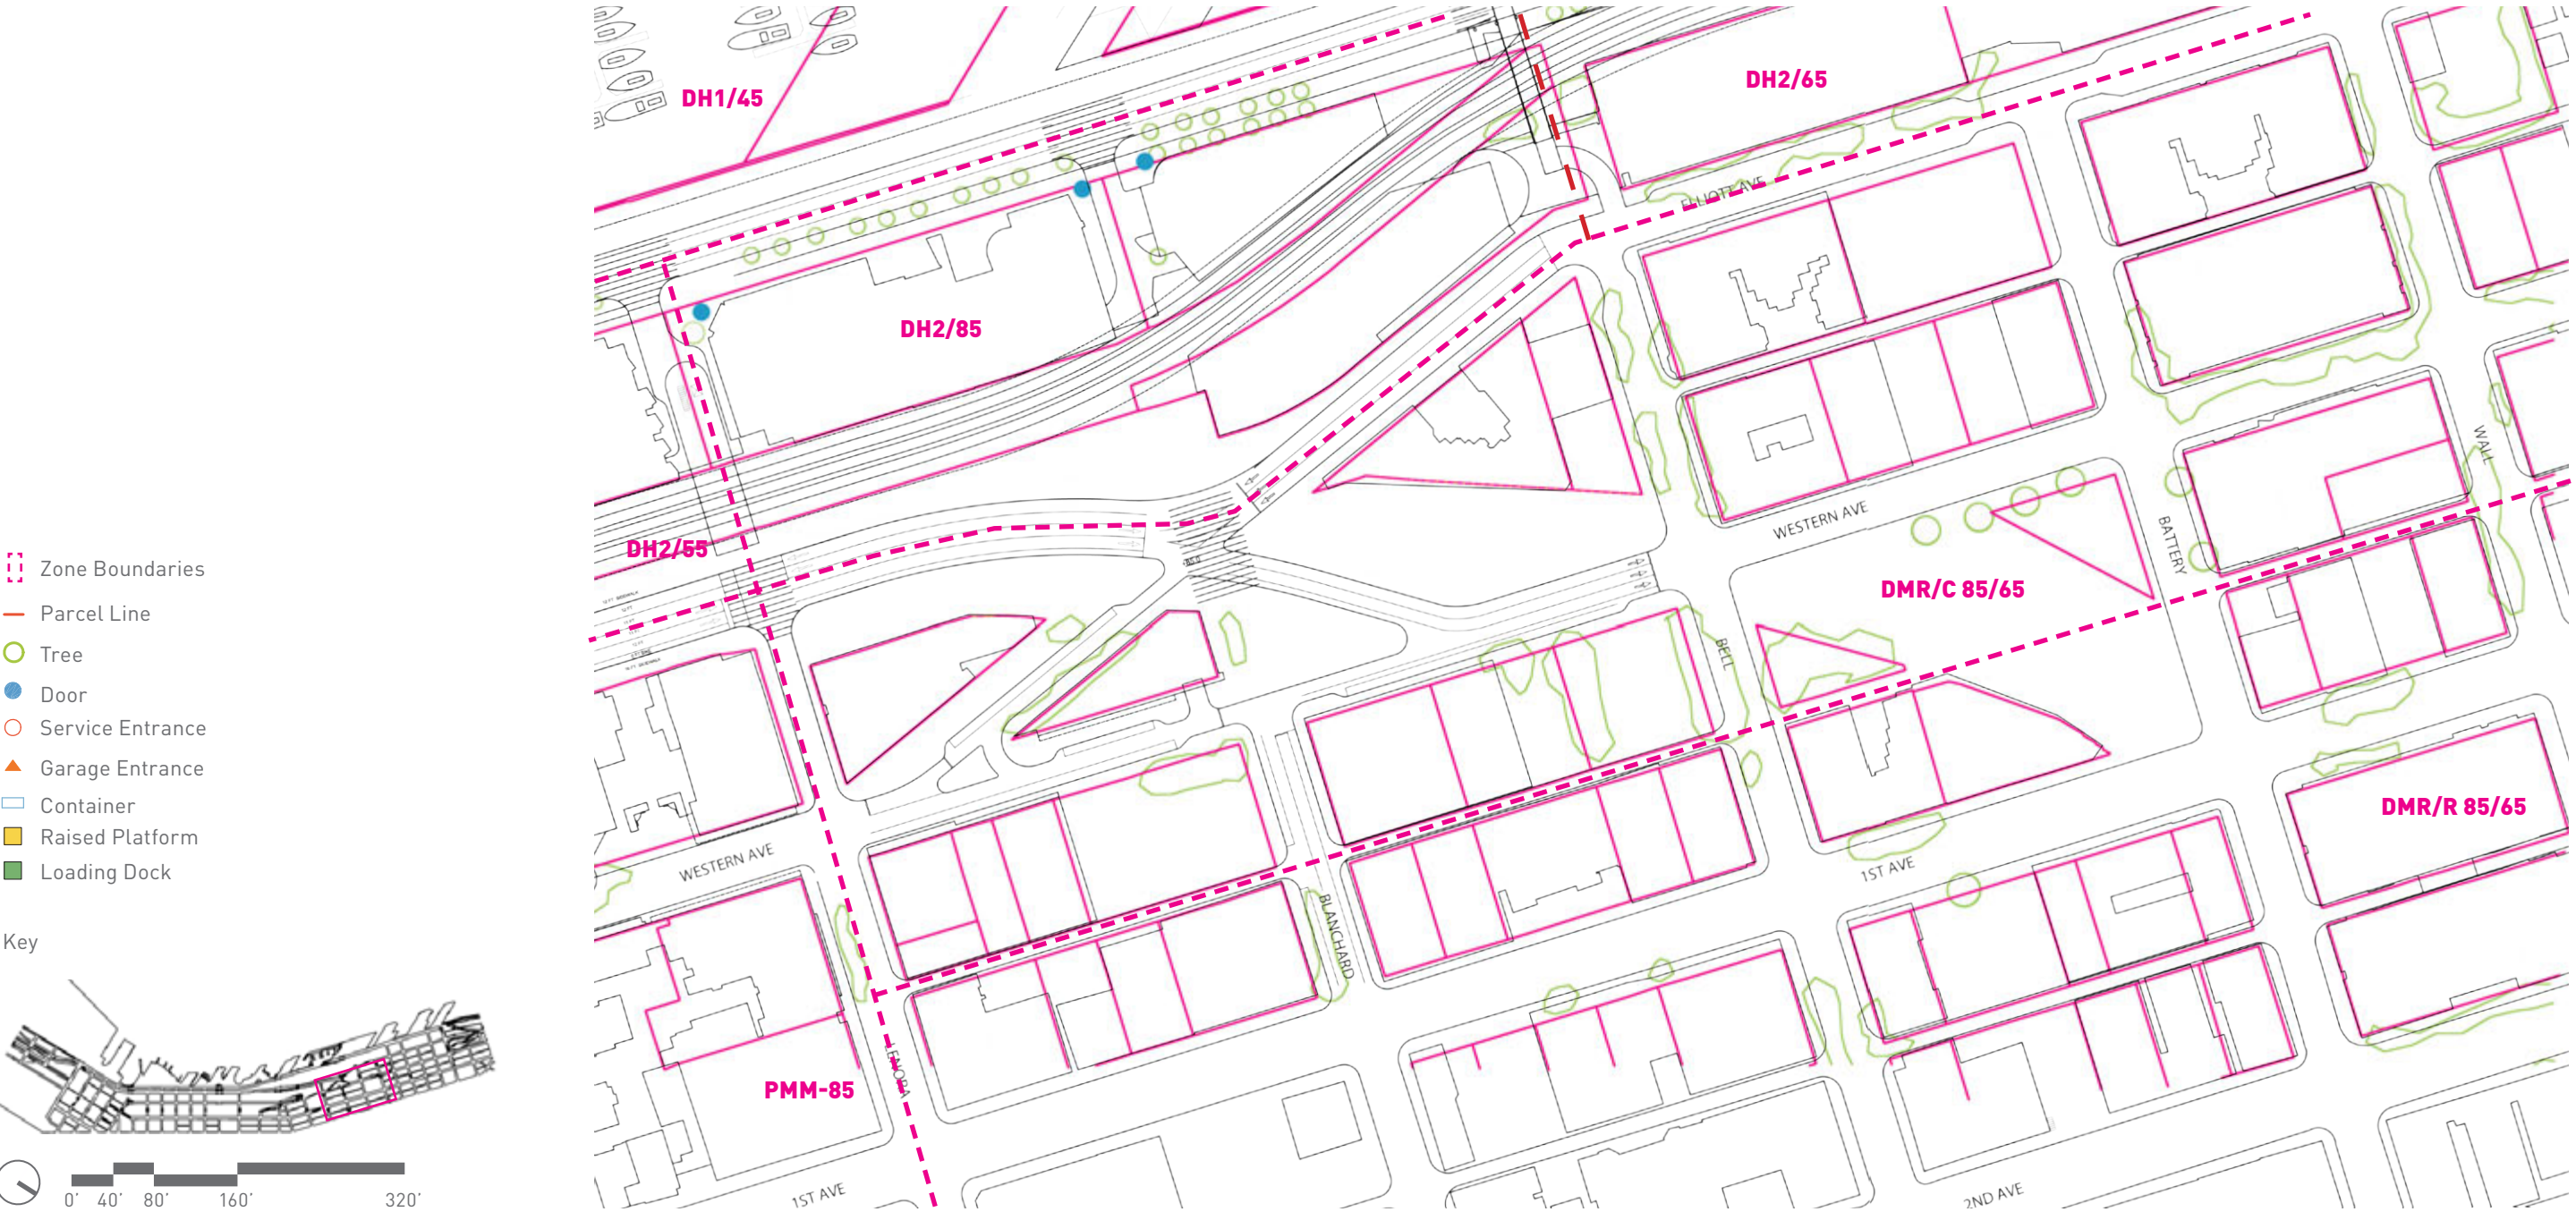 DH1/45
DH2/65
ELLIOTT AVE
DH2/85
WALL
WESTERN AVE
BATTERY
DH2/55
DMR/C 85/65
BELL
DMR/R 85/65
WESTERN AVE
1ST AVE
BLANCHARD
LENORA
PMM-85
1ST AVE
2ND AVE
Zone Boundaries
Parcel Line
Tree
Door
Service Entrance
Garage Entrance
Container
Raised Platform
Loading Dock
Key
0' 40' 80' 160' 320'